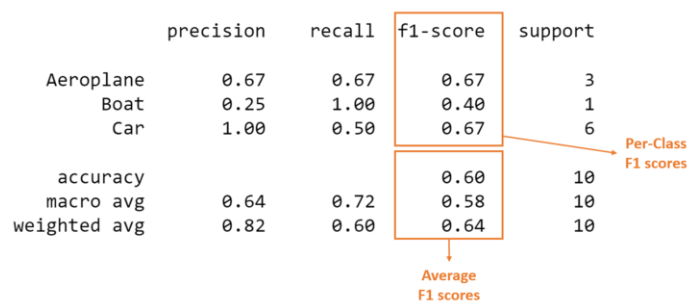 precision recall f1-score support
Aeroplane 0.67 0.67 0.67 3
Boat 0.25 1.00 0.40 1
Car 1.00 0.50 0.67 6
Per-Class
F1 scores
accuracy 0.60 10
macro avg 0.64 0.72 0.58 10
weighted avg 0.82 0.60 0.64 10
Average
F1 scores